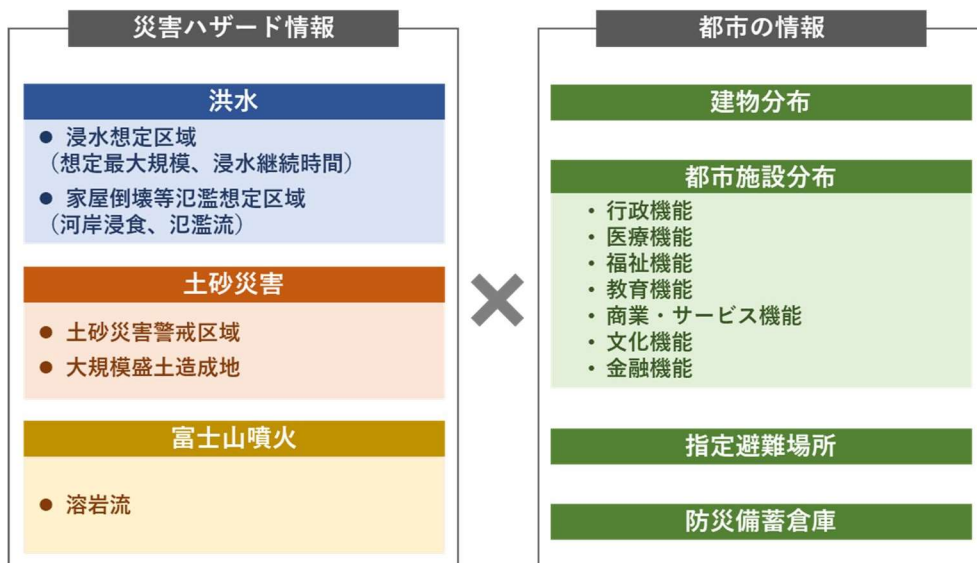 災害ハザード情報
洪水
● 浸水想定区域
（想定最大規模、浸水継続時間）
● 家屋倒壊等氾濫想定区域
（河岸浸食、氾濫流）
土砂災害
● 土砂災害警戒区域
● 大規模盛土造成地
富士山噴火
● 溶岩流
×
都市の情報
建物分布
都市施設分布
・行政機能
・医療機能
・福祉機能
・教育機能
・商業・サービス機能
・文化機能
・金融機能
指定避難場所
防災備蓄倉庫